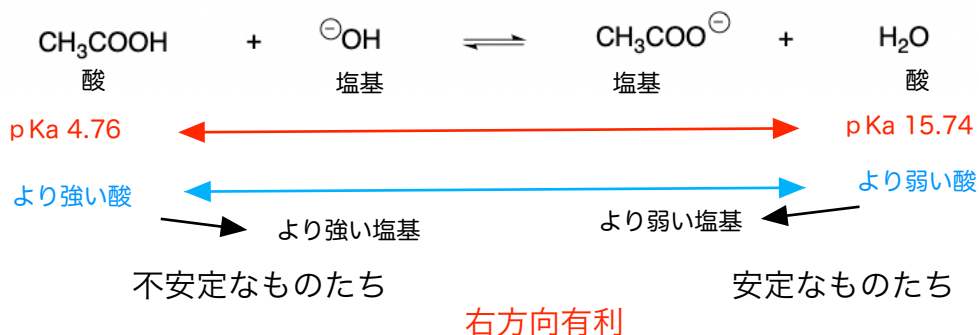 CH₃COOH + ⊖OH ⇌ CH₃COO⊖ + H₂O
酸 塩基 塩基 酸
pKa 4.76 pKa 15.74
より強い酸 より弱い酸
より強い塩基 より弱い塩基
不安定なものたち 安定なものたち
右方向有利